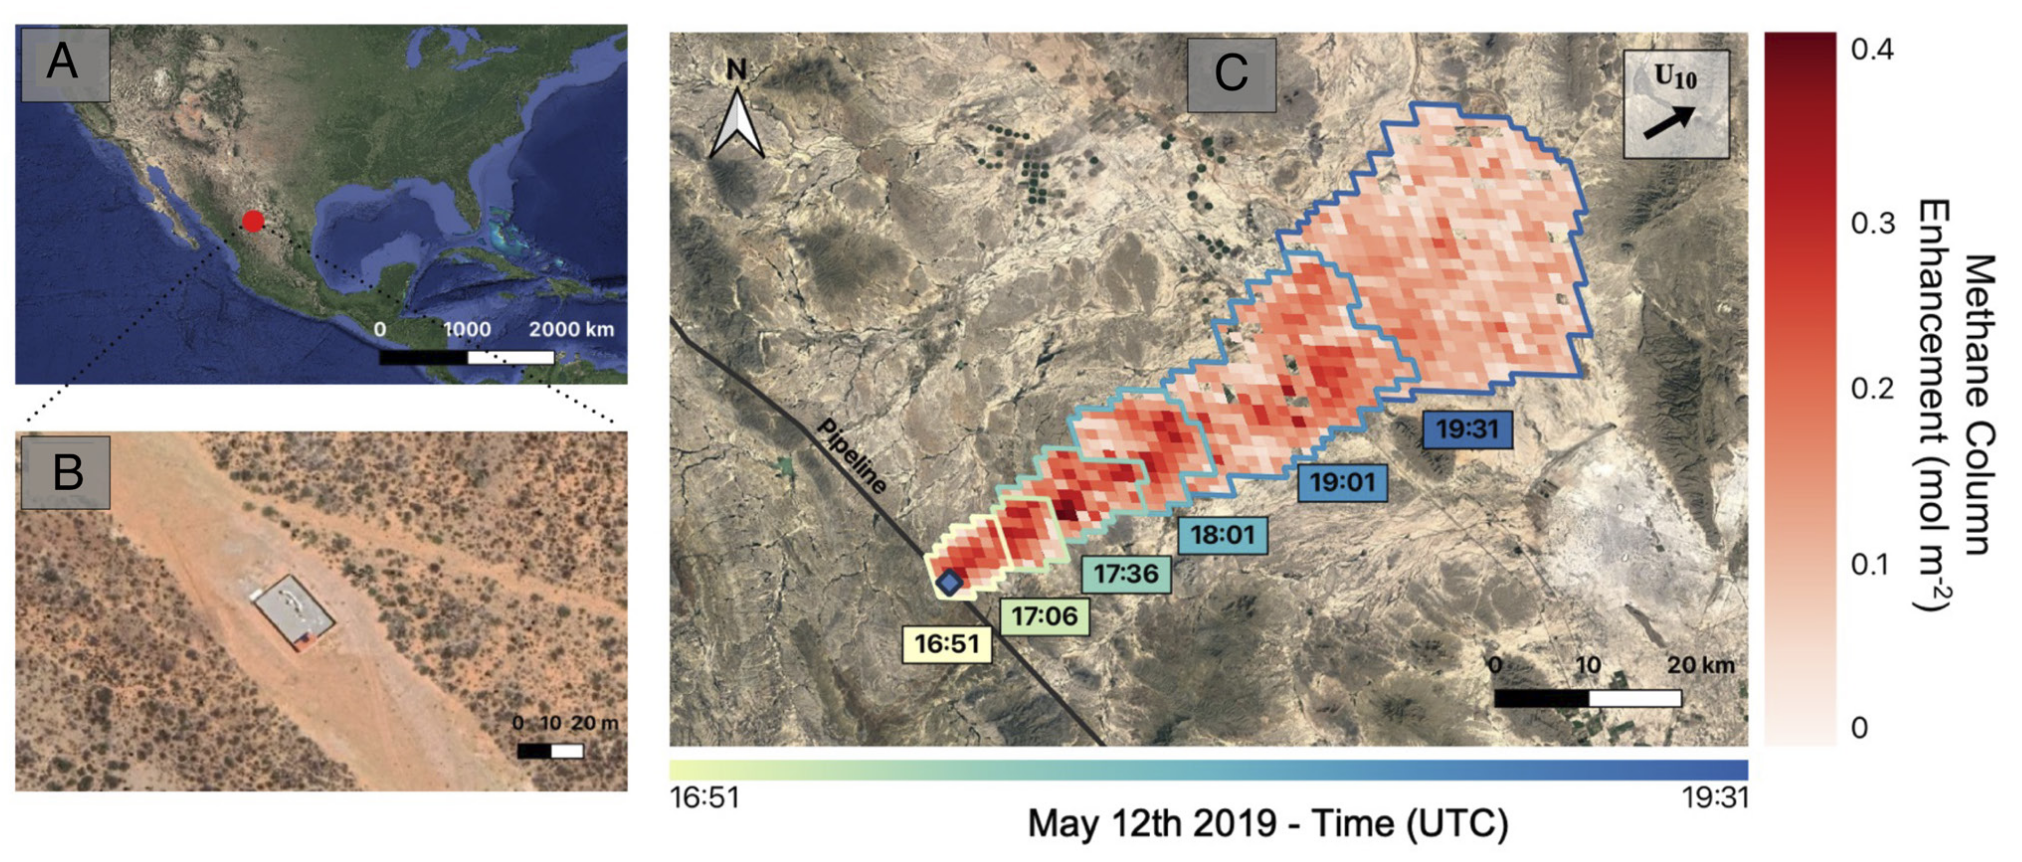 A
0 1000 2000 km
B
0 10 20 m
C
N
U10
Pipeline
16:51
17:06
17:36
18:01
19:01
19:31
0 10 20 km
16:51
19:31
May 12th 2019 - Time (UTC)
0.4
0.3
0.2
0.1
0
Methane Column
Enhancement (mol m-2)